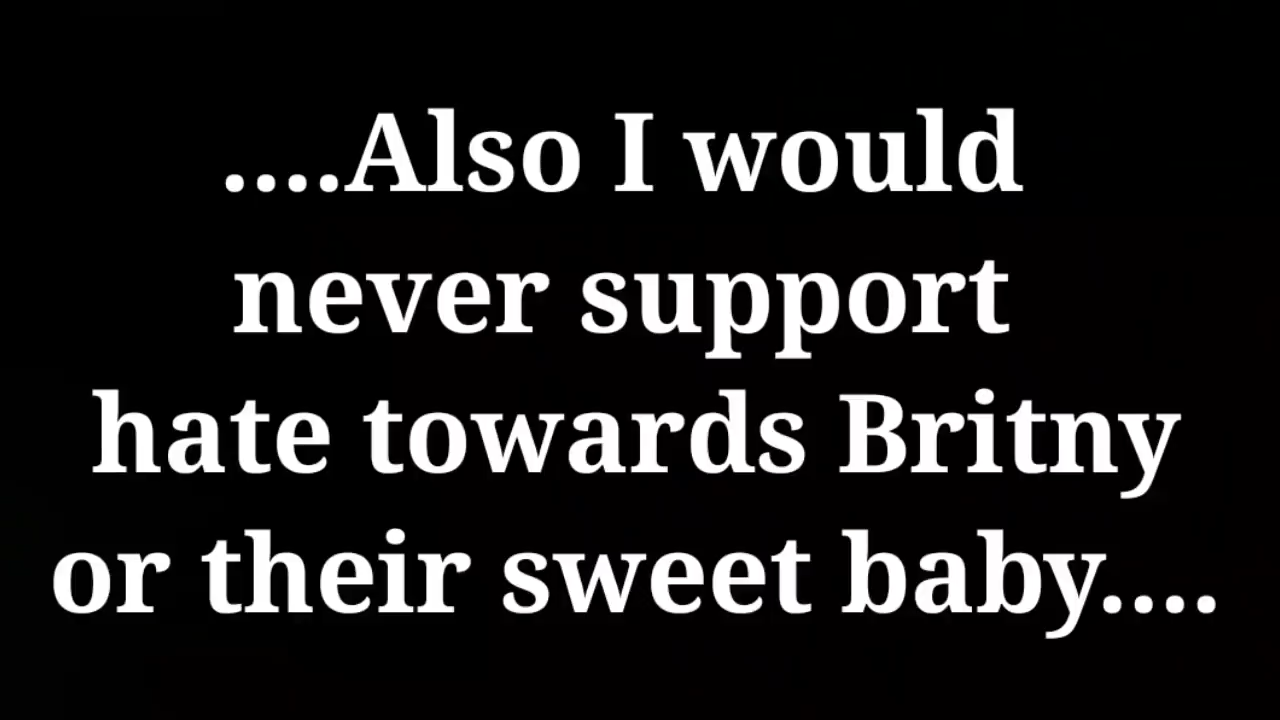 ....Also I would
never support
hate towards Britny
or their sweet baby....